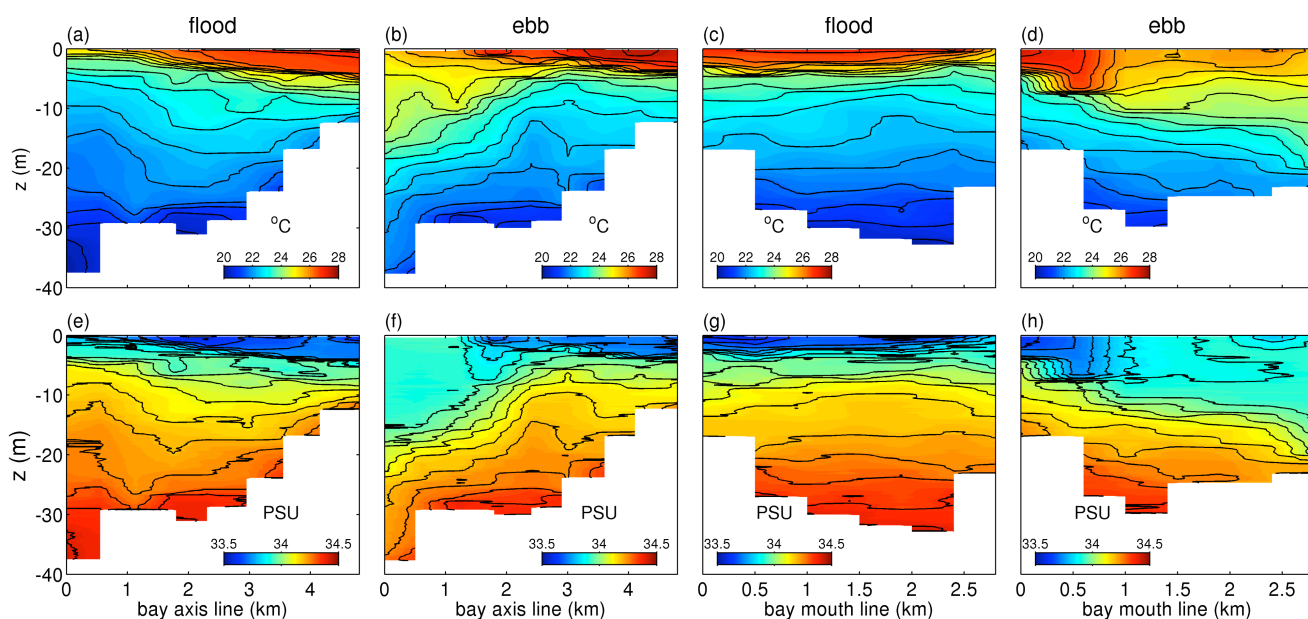 flood ebb flood ebb
(a) (b) (c) (d)
0
-10
-20
-30
-40
z (m)
°C °C °C °C
20 22 24 26 28 20 22 24 26 28 20 22 24 26 28 20 22 24 26 28
(e) (f) (g) (h)
0
-10
-20
-30
-40
z (m)
PSU PSU PSU PSU
33.5 34 34.5 33.5 34 34.5 33.5 34 34.5 33.5 34 34.5
0 1 2 3 4 0 1 2 3 4 0 0.5 1 1.5 2 2.5 0 0.5 1 1.5 2 2.5
bay axis line (km) bay axis line (km) bay mouth line (km) bay mouth line (km)